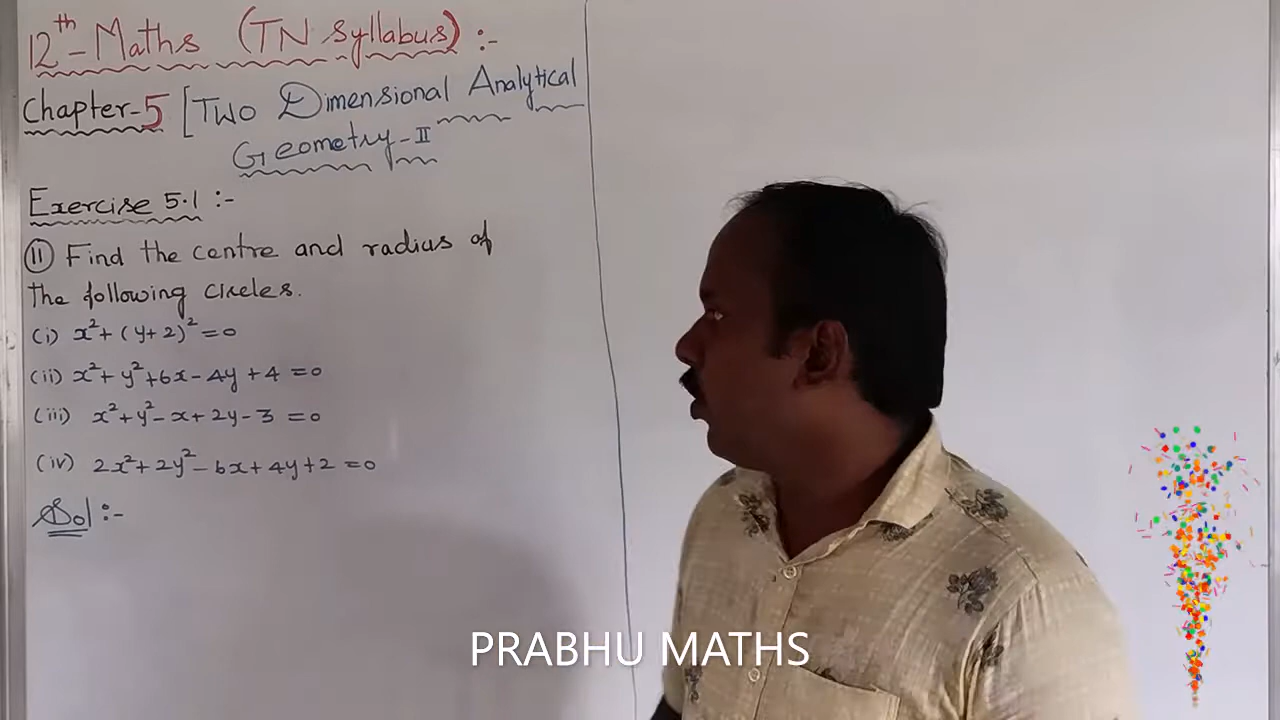 12th-Maths (TN syllabus) :-
Chapter-5 [Two Dimensional Analytical
Geometry-II
Exercise 5.1 :-
⑪ Find the centre and radius of
the following circles.
(i) x²+(y+2)²=0
(ii) x²+y²+6x-4y+4=0
(iii) x²+y²-x+2y-3=0
(iv) 2x²+2y²-6x+4y+2=0
Sol :-
PRABHU MATHS